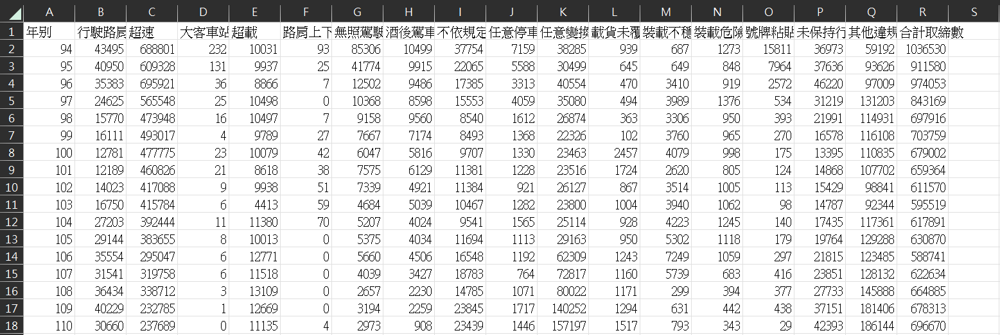 A B C D E F G H I J K L M N O P Q R S
1 年別 行駛路肩 超速 大客車站 超載 路肩上下 無照駕駛 酒後駕車 不依規定 任意停車 任意變換 載貨未覆 裝載不穩 裝載危險 號牌粘貼 未保持行 其他違規 合計取締數
2 94 43495 688801 232 10031 93 85306 10499 37754 7159 38285 939 687 1273 15811 36973 59192 1036530
3 95 40950 609328 131 9937 25 41774 9915 22065 5588 30499 645 649 848 7964 37636 93626 911580
4 96 35383 695921 36 8866 7 12502 9486 17385 3313 40554 470 3410 919 2572 46220 97009 974053
5 97 24625 565548 25 10498 0 10368 8598 15553 4059 35080 494 3989 1376 534 31219 131203 843169
6 98 15770 473948 16 10497 7 9158 9560 8540 1612 26874 363 3306 950 393 21991 114931 697916
7 99 16111 493017 4 9789 27 7667 7174 8493 1368 22326 102 3760 965 270 16578 116108 703759
8 100 12781 477775 23 10079 42 6047 5816 9707 1330 23463 2457 4079 998 175 13395 110835 679002
9 101 12189 460826 21 8618 38 7575 6129 11381 1228 23516 1724 2620 805 124 14868 107702 659364
10 102 14023 417088 9 9938 51 7339 4921 11384 921 26127 867 3514 1005 113 15429 98841 611570
11 103 16750 415784 6 4413 59 4684 5039 10467 1282 23800 1004 3940 1062 98 14787 92344 595519
12 104 27203 392444 11 11380 70 5207 4024 9541 1565 25114 928 4223 1245 140 17435 117361 617891
13 105 29144 383655 8 10013 0 5375 4034 11694 1113 29163 950 5302 1118 179 19764 129288 630870
14 106 35554 295047 6 12771 0 5660 4506 16548 1192 62309 1243 7249 1059 297 21815 123485 588741
15 107 31541 319758 6 11518 0 4039 3427 18783 764 72817 1160 5739 683 416 23851 128132 622634
16 108 36434 338712 3 13109 0 2657 2230 14785 1071 80022 1171 299 394 377 27733 145888 664885
17 109 40229 232785 1 12669 0 3194 2259 23845 1717 140252 1294 631 442 438 37151 181406 678313
18 110 30660 237689 0 11135 4 2973 908 23439 1446 157197 1517 793 343 29 42393 186144 696670